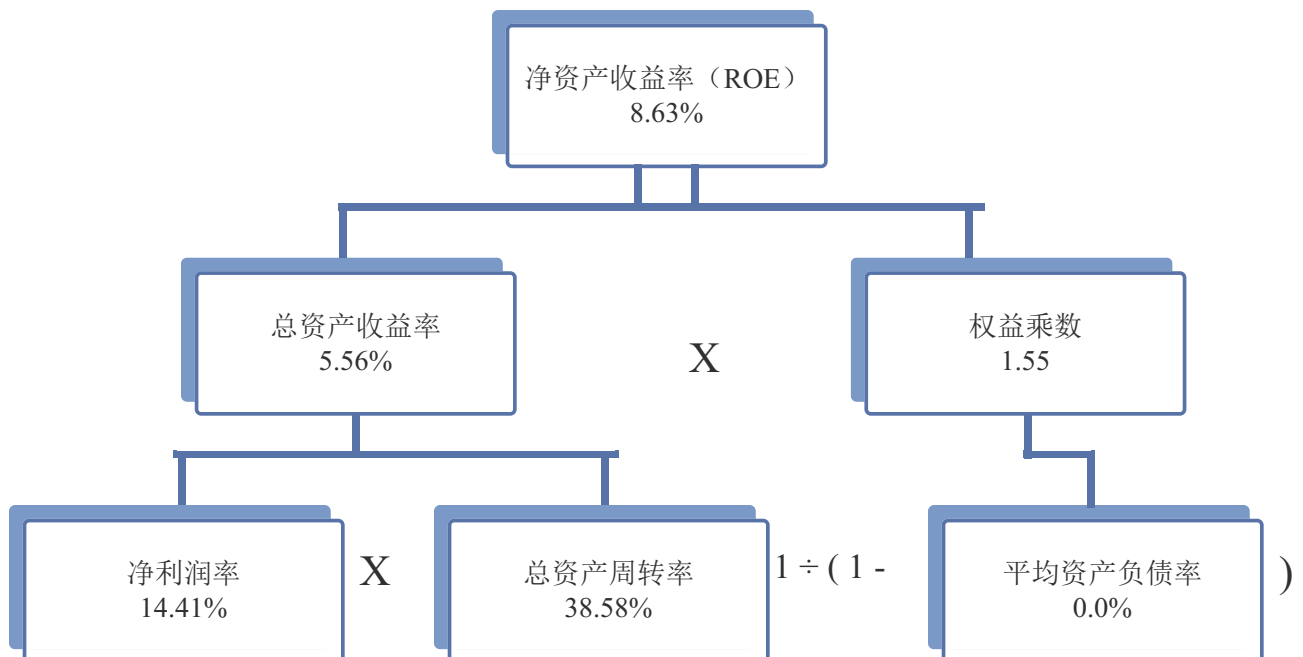 净资产收益率（ROE）
8.63%
总资产收益率
5.56%
X
权益乘数
1.55
净利润率
14.41%
X
总资产周转率
38.58%
1 ÷ ( 1 -
平均资产负债率
0.0%
)